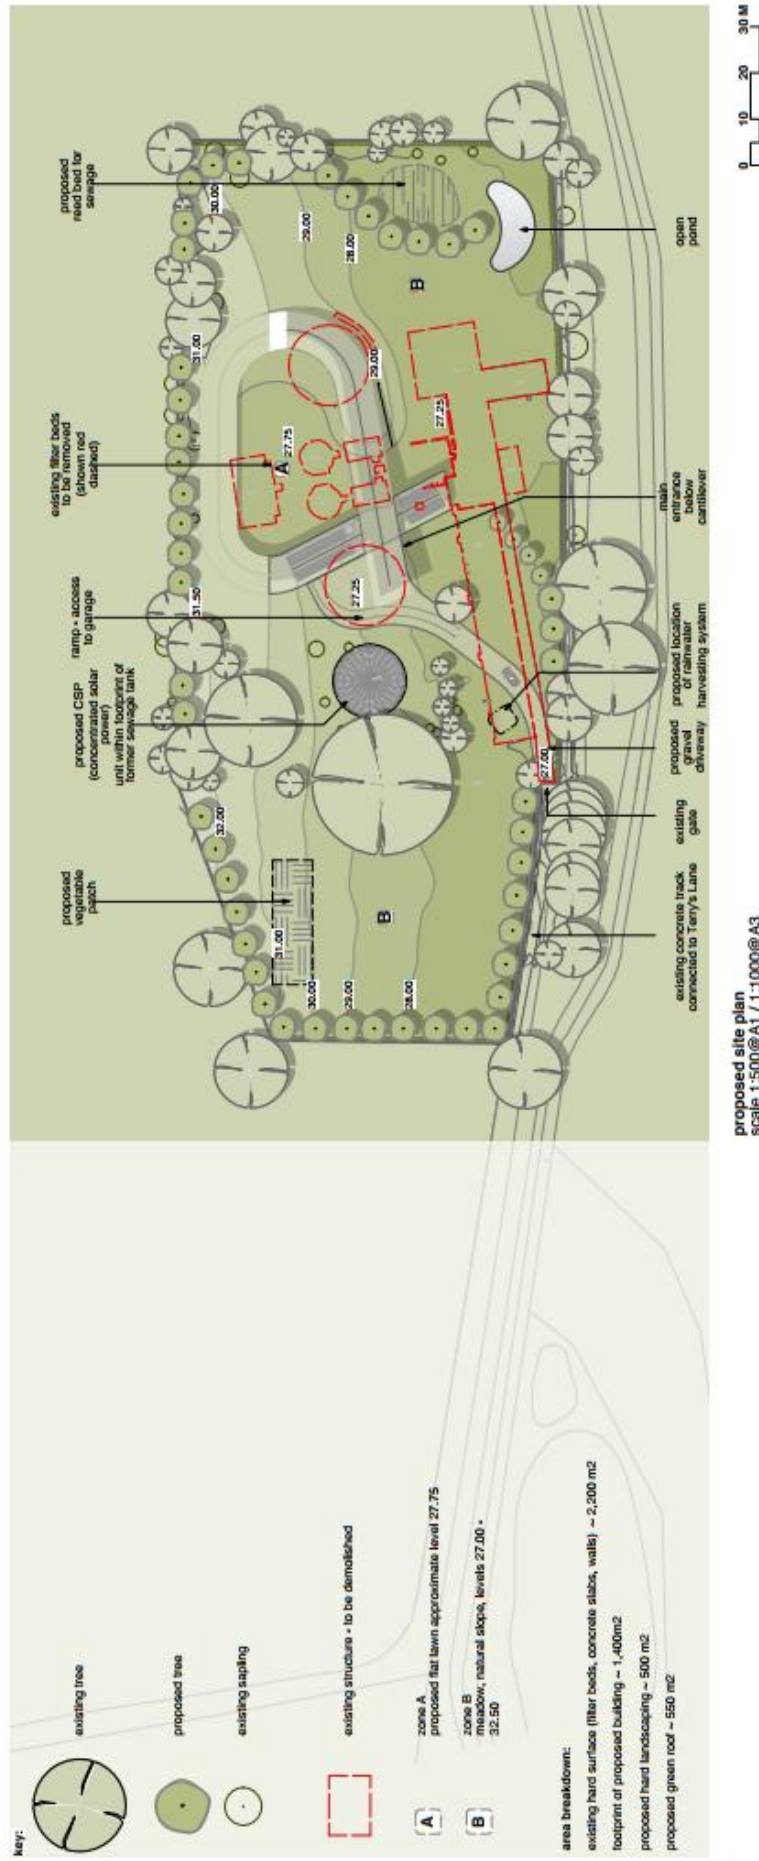 key:
existing tree
proposed tree
existing sapling
existing structure - to be demolished
A
zone A
proposed flat lawn approximate level 27.75
B
zone B
meadow, natural slope, levels 27.00 -
32.50
area breakdown:
existing hard surface (filter beds, concrete slabs, walls) ~ 2,200 m2
footprint of proposed building ~ 1,400m2
proposed hard landscaping ~ 500 m2
proposed green roof ~ 550 m2
proposed
vegetable
patch
proposed CSP
(concentrated solar
power)
unit within footprint of
former sewage tank
ramp - access
to garage
existing filter beds
to be removed
(shown red
dashed)
proposed
reed bed for
sewage
32.00
31.50
31.00
30.00
31.00
30.00
29.00
28.00
B
27.25
A
27.75
29.00
28.00
29.00
27.25
B
27.00
existing concrete track
connected to Terry's Lane
existing
gate
proposed
gravel
driveway
proposed location
of rainwater
harvesting system
main
entrance
below
cantilever
open
pond
proposed site plan
scale 1:500@A1 / 1:1000@A3
0 10 20 30 M